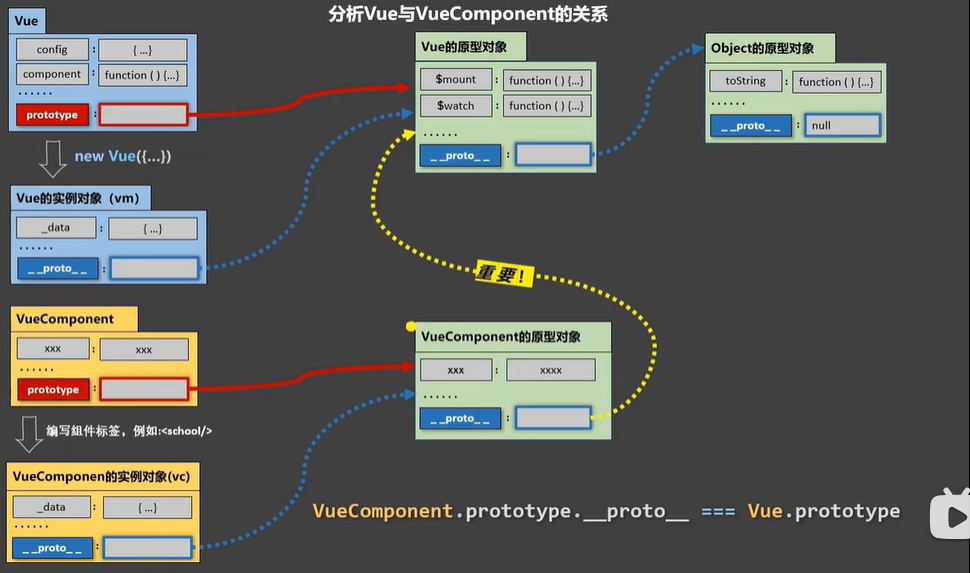 分析Vue与VueComponent的关系
Vue
config : { ...}
component : function ( ) {...}
······
prototype :
new Vue({...})
Vue的实例对象（vm）
_data : { ...}
······
_ _proto_ _ :
VueComponent
xxx : xxx
······
prototype :
编写组件标签，例如:<school/>
VueComponen的实例对象(vc)
_data : { ...}
······
_ _proto_ _ :
Vue的原型对象
$mount : function ( ) {...}
$watch : function ( ) {...}
······
_ _proto_ _ :
重要！
VueComponent的原型对象
xxx : xxxx
······
_ _proto_ _ :
Object的原型对象
toString : function ( ) {...}
······
_ _proto_ _ : null
VueComponent.prototype.__proto__ === Vue.prototype